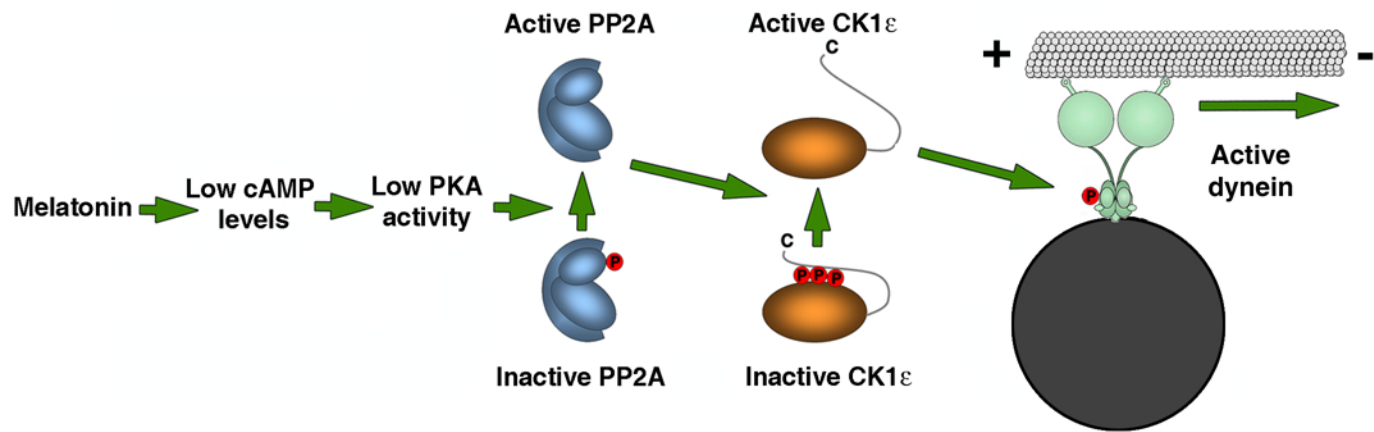 Active PP2A
Active CK1ε
C
+
-
Active
dynein
Melatonin
Low cAMP
levels
Low PKA
activity
P
P
C
P P P
Inactive PP2A
Inactive CK1ε